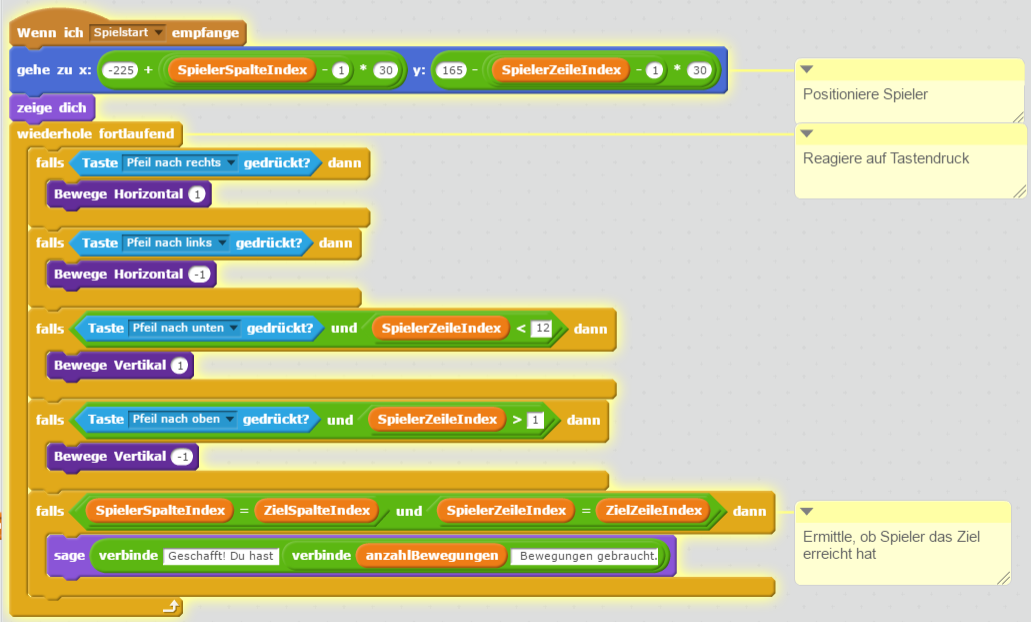 Wenn ich Spielstart empfange
gehe zu x: -225 + SpielerSpalteIndex - 1 * 30 y: 165 - SpielerZeileIndex - 1 * 30
Positioniere Spieler
zeige dich
wiederhole fortlaufend
Reagiere auf Tastendruck
falls Taste Pfeil nach rechts gedrückt? dann
Bewege Horizontal 1
falls Taste Pfeil nach links gedrückt? dann
Bewege Horizontal -1
falls Taste Pfeil nach unten gedrückt? und SpielerZeileIndex < 12 dann
Bewege Vertikal 1
falls Taste Pfeil nach oben gedrückt? und SpielerZeileIndex > 1 dann
Bewege Vertikal -1
falls SpielerSpalteIndex = ZielSpalteIndex und SpielerZeileIndex = ZielZeileIndex dann
Ermittle, ob Spieler das Ziel
erreicht hat
sage verbinde Geschafft! Du hast verbinde anzahlBewegungen Bewegungen gebraucht.